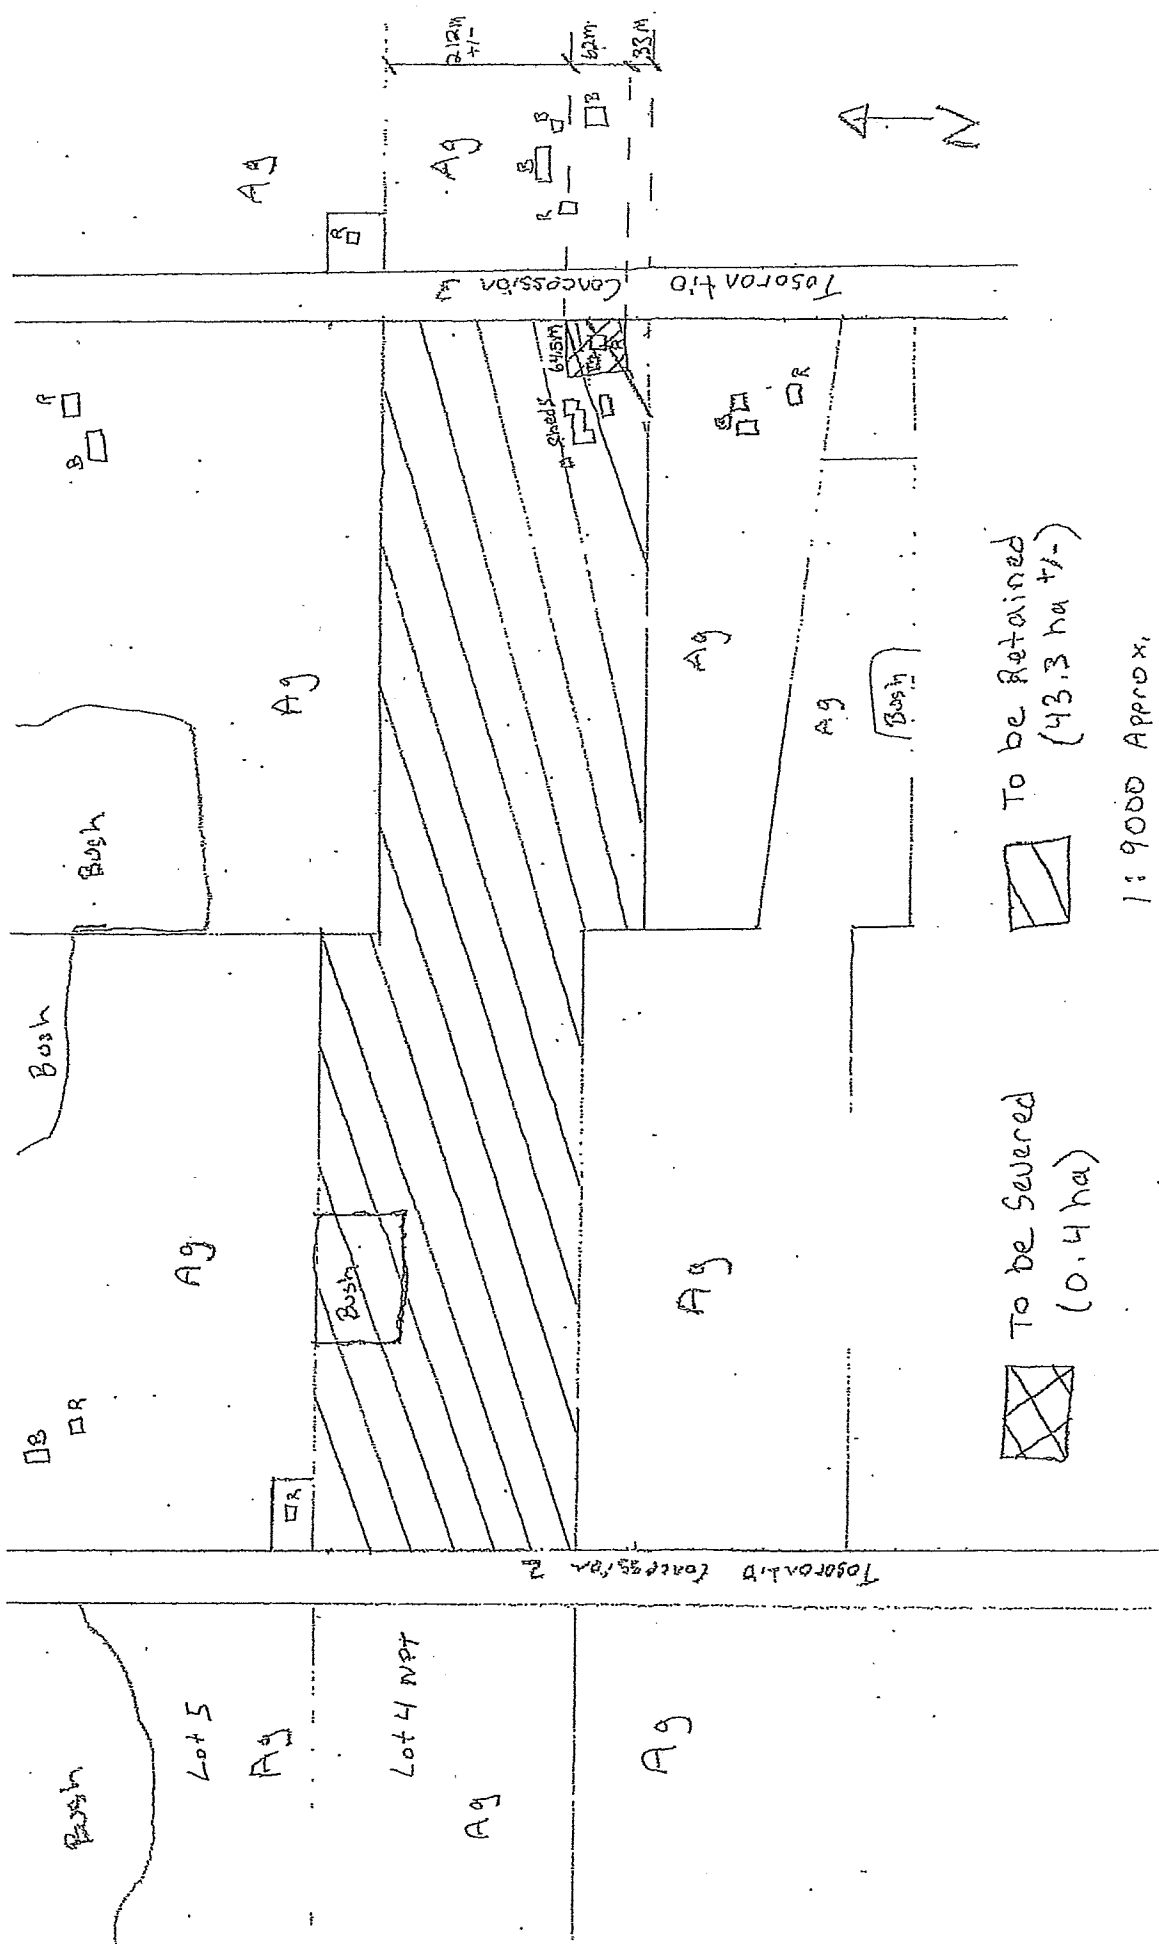 Bush
Lot 5
Ag
Lot 4 NPT
Ag
Ag
Tosorontio Concession 2
B
R
R
Ag
Bush
Ag
Bush
Bush
Ag
B
R
Sheds
64.5m
R
Ag
B
R
Ag
Bush
Tosorontio
Concession 3
R
Ag
Ag
R
B
B
B
212m
+/-
62m
33m
N
To be Severed
(0.4 ha)
To be Retained
(43.3 ha +/-)
1:9000 Approx.